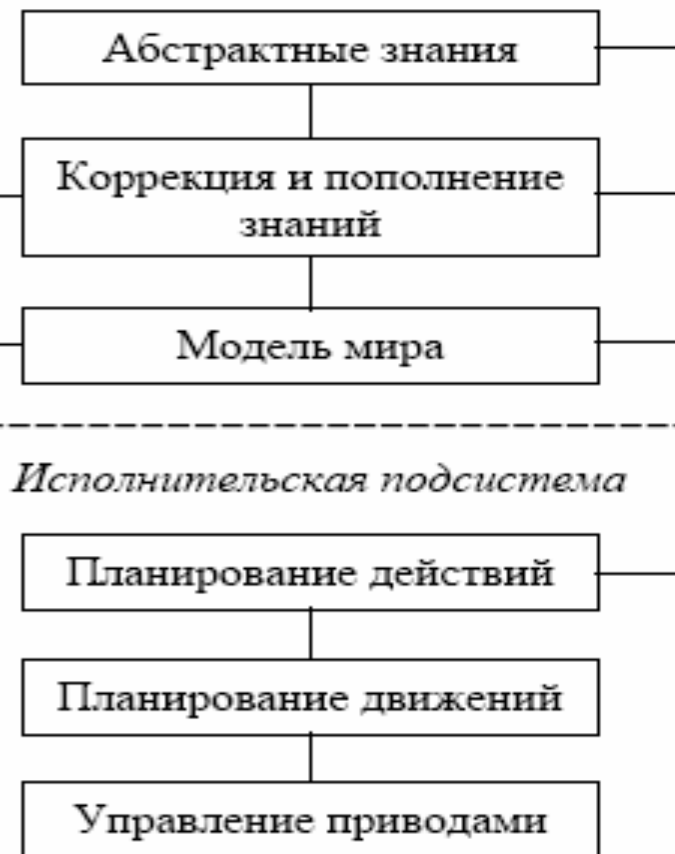 Абстрактные знания
Коррекция и пополнение
знаний
Модель мира
Исполнительская подсистема
Планирование действий
Планирование движений
Управление приводами